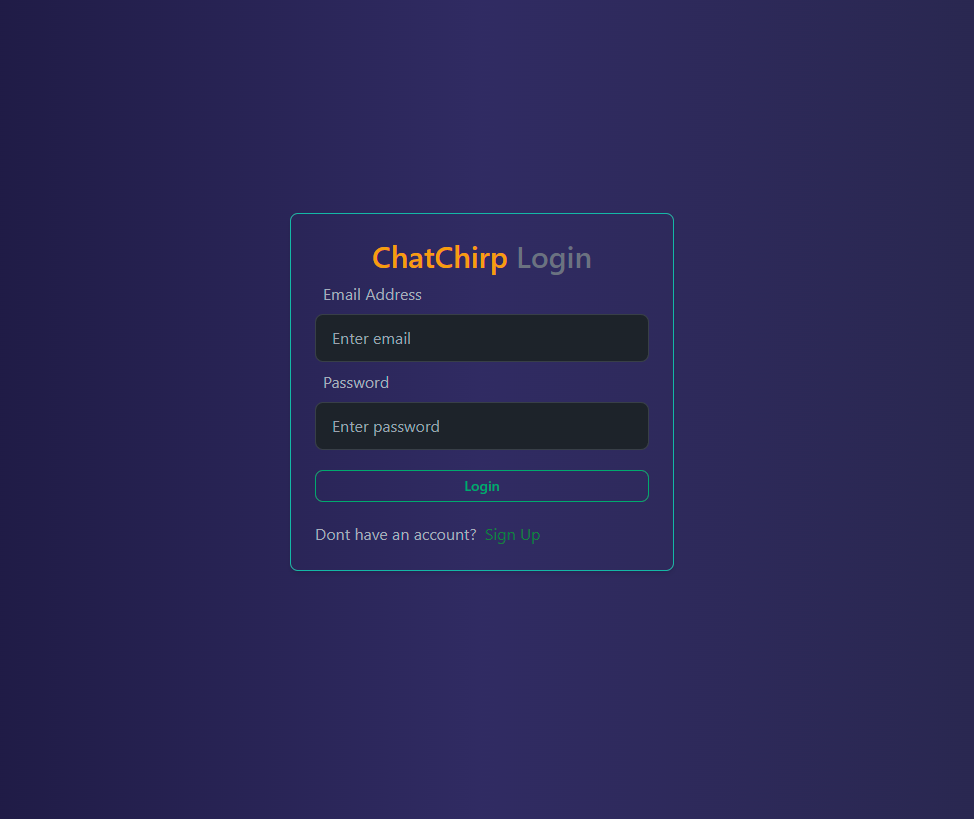 ChatChirp Login
Email Address
Enter email
Password
Enter password
Login
Dont have an account? Sign Up